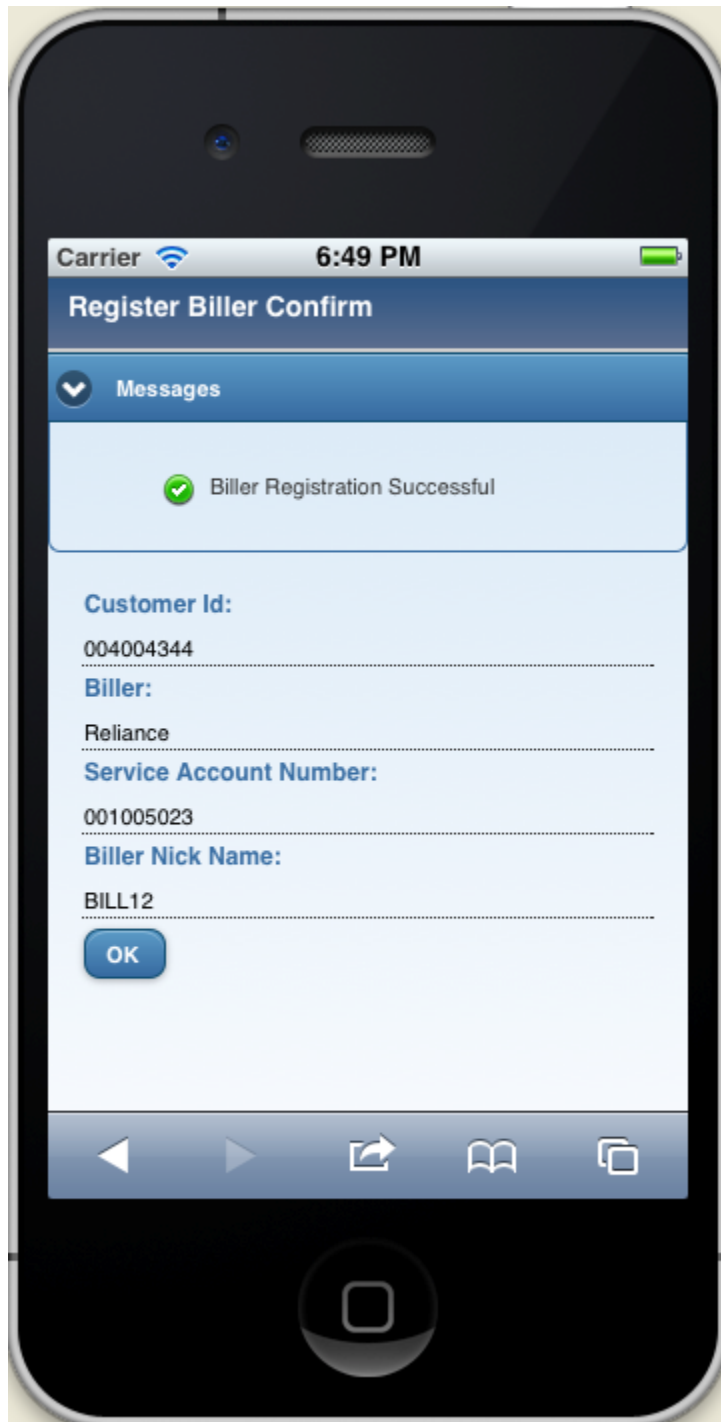 Carrier 6:49 PM
Register Biller Confirm
Messages
Biller Registration Successful
Customer Id:
004004344
Biller:
Reliance
Service Account Number:
001005023
Biller Nick Name:
BILL12
OK